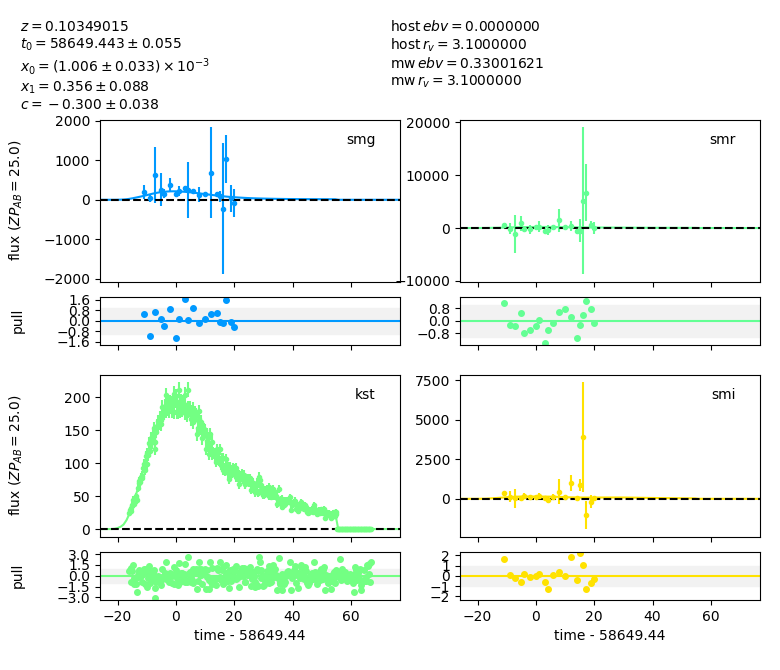 z = 0.10349015
t₀ = 58649.443 ± 0.055
x₀ = (1.006 ± 0.033) × 10⁻³
x₁ = 0.356 ± 0.088
c = −0.300 ± 0.038
host ebv = 0.0000000
host r_v = 3.1000000
mw ebv = 0.33001621
mw r_v = 3.1000000
smg
2000
1000
0
−1000
−2000
flux (ZP_AB = 25.0)
smr
20000
10000
0
−10000
1.6
0.8
0.0
−0.8
−1.6
pull
0.8
0.0
−0.8
kst
200
150
100
50
0
flux (ZP_AB = 25.0)
smi
7500
5000
2500
0
3.0
1.5
0.0
−1.5
−3.0
pull
−20 0 20 40 60
time - 58649.44
2
1
0
−1
−2
−20 0 20 40 60
time - 58649.44